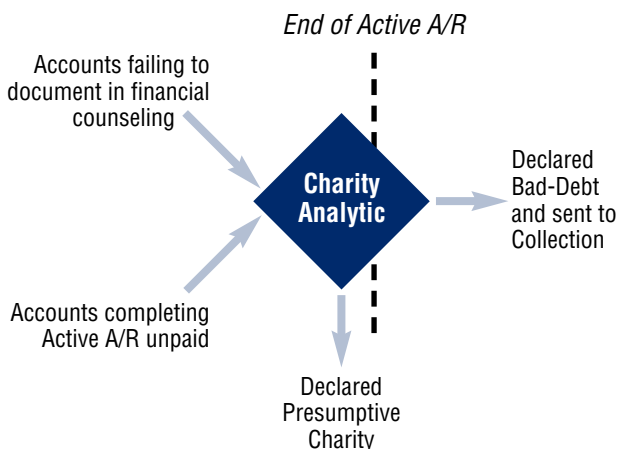 End of Active A/R
Accounts failing to
document in financial
counseling
Charity
Analytic
Declared
Bad-Debt
and sent to
Collection
Accounts completing
Active A/R unpaid
Declared
Presumptive
Charity